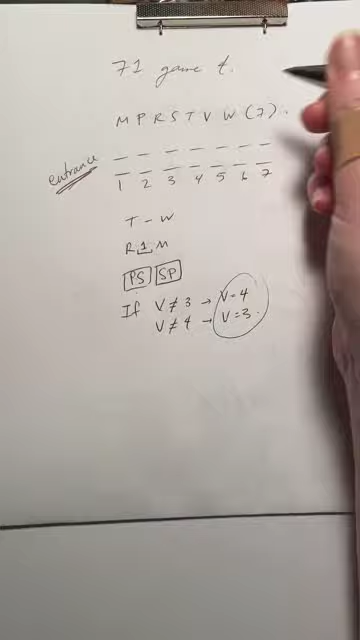 71 game t.
M P R S T V W (7).
entrance
1 2 3 4 5 6 7
T - W
R 1 M
PS SP
If V ≠ 3 → V = 4
V ≠ 4 → V = 3.